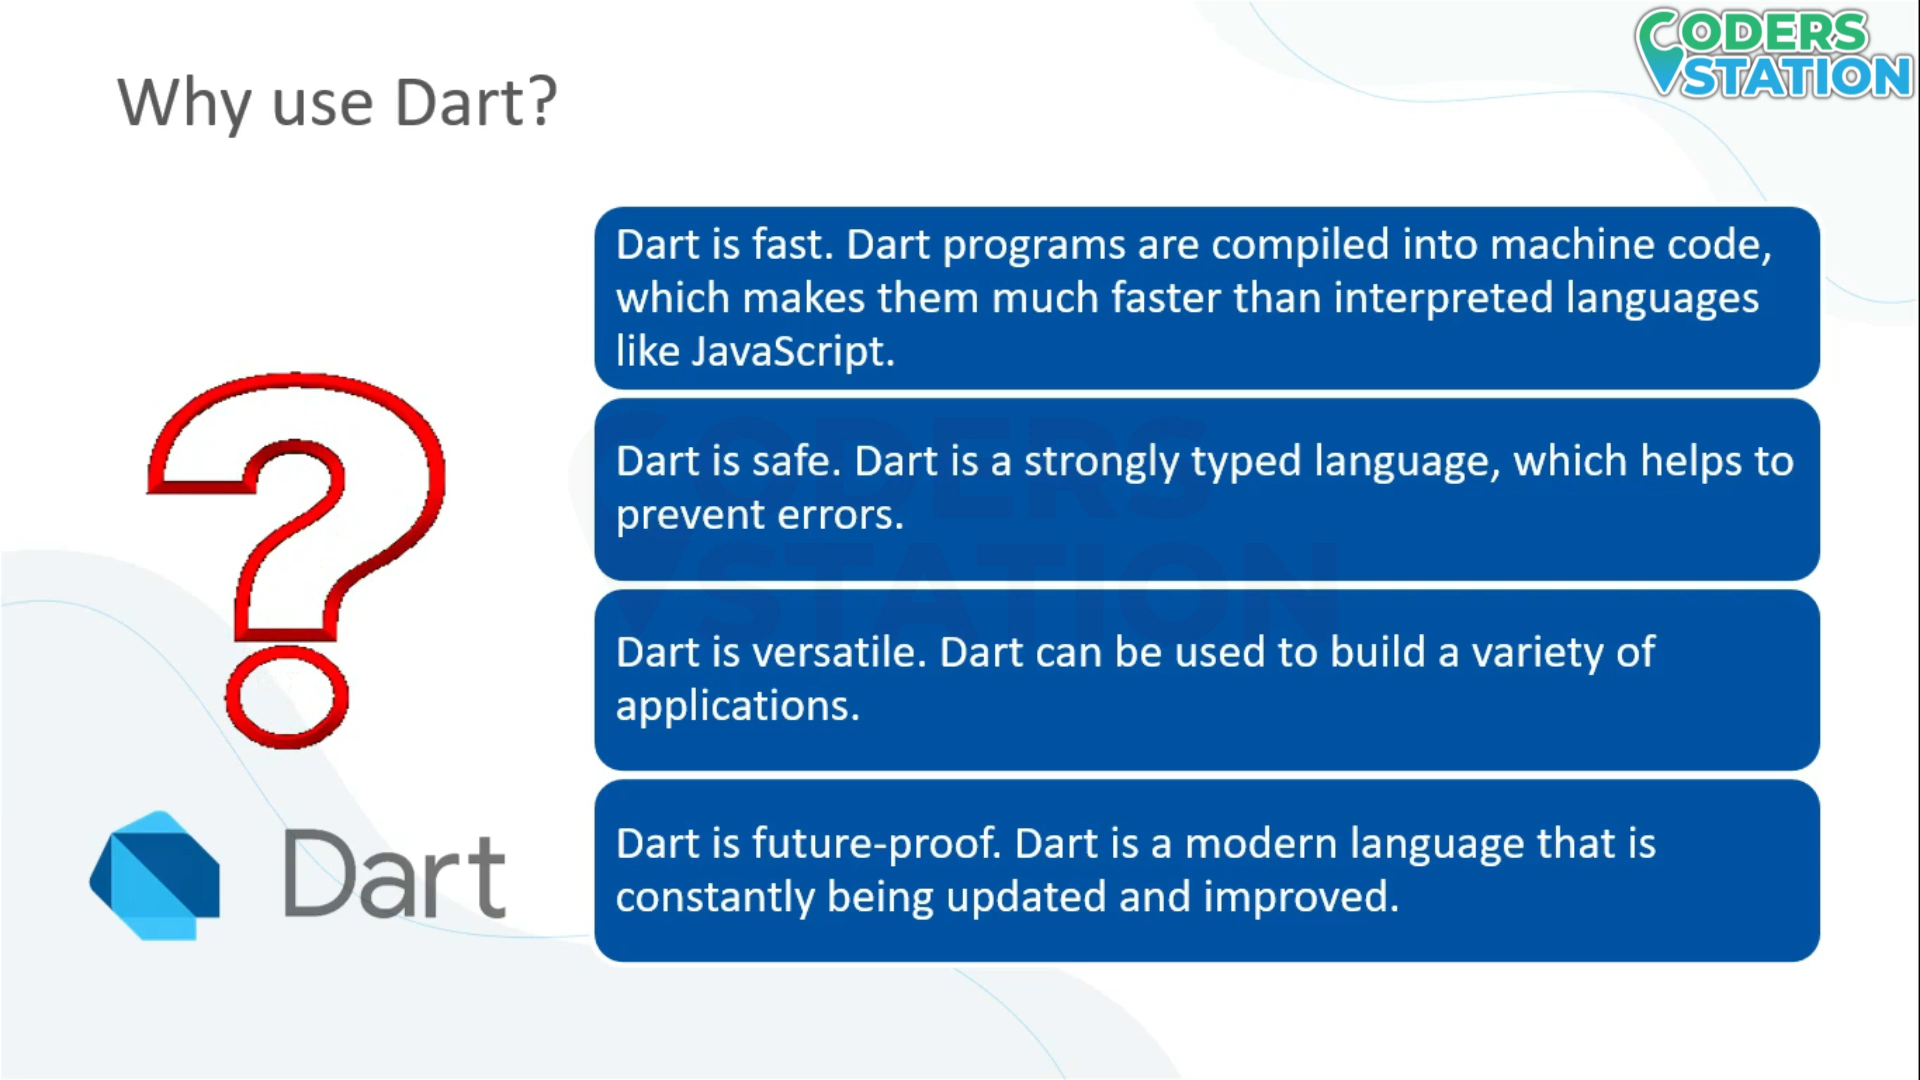 CODERS
STATION
Why use Dart?
Dart is fast. Dart programs are compiled into machine code,
which makes them much faster than interpreted languages
like JavaScript.
Dart is safe. Dart is a strongly typed language, which helps to
prevent errors.
Dart is versatile. Dart can be used to build a variety of
applications.
Dart is future-proof. Dart is a modern language that is
constantly being updated and improved.
Dart
CODERS
STATION